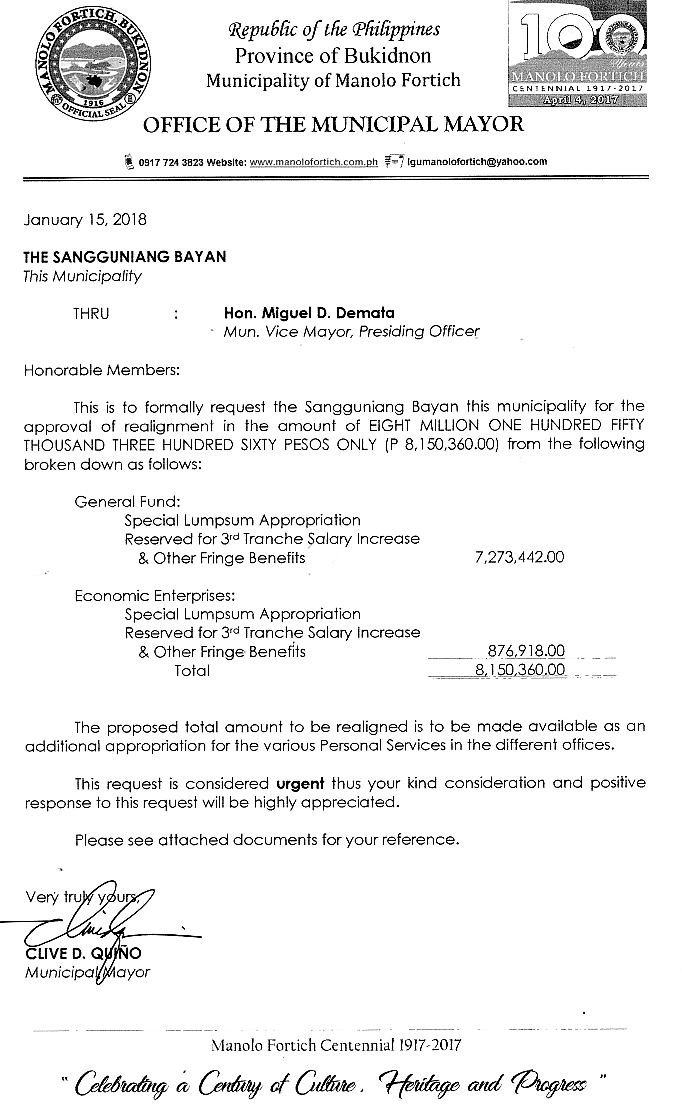 MANOLO FORTICH, BUKIDNON
1916
OFFICIAL SEAL
Republic of the Philippines
Province of Bukidnon
Municipality of Manolo Fortich
100
Years
MANOLO FORTICH
CENTENNIAL 1917-2017
April 4, 2017
OFFICE OF THE MUNICIPAL MAYOR
0917 724 3823 Website: www.manolofortich.com.ph lgumanolofortich@yahoo.com
January 15, 2018
THE SANGGUNIANG BAYAN
This Municipality
THRU : Hon. Miguel D. Demata
Mun. Vice Mayor, Presiding Officer
Honorable Members:
This is to formally request the Sangguniang Bayan this municipality for the
approval of realignment in the amount of EIGHT MILLION ONE HUNDRED FIFTY
THOUSAND THREE HUNDRED SIXTY PESOS ONLY (P 8,150,360.00) from the following
broken down as follows:
General Fund:
Special Lumpsum Appropriation
Reserved for 3rd Tranche Salary Increase
& Other Fringe Benefits 7,273,442.00
Economic Enterprises:
Special Lumpsum Appropriation
Reserved for 3rd Tranche Salary Increase
& Other Fringe Benefits 876,918.00
Total 8,150,360.00
The proposed total amount to be realigned is to be made available as an
additional appropriation for the various Personal Services in the different offices.
This request is considered urgent thus your kind consideration and positive
response to this request will be highly appreciated.
Please see attached documents for your reference.
Very truly yours,
CLIVE D. QUIÑO
Municipal Mayor
Manolo Fortich Centennial 1917-2017
" Celebrating a Century of Culture, Heritage and Progress "